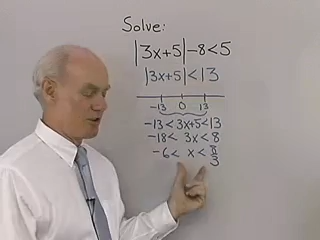 Solve:
|3x+5|-8<5
|3x+5|<13
-13 0 13
-13< 3x+5<13
-18< 3x<8
-6< x<8/3